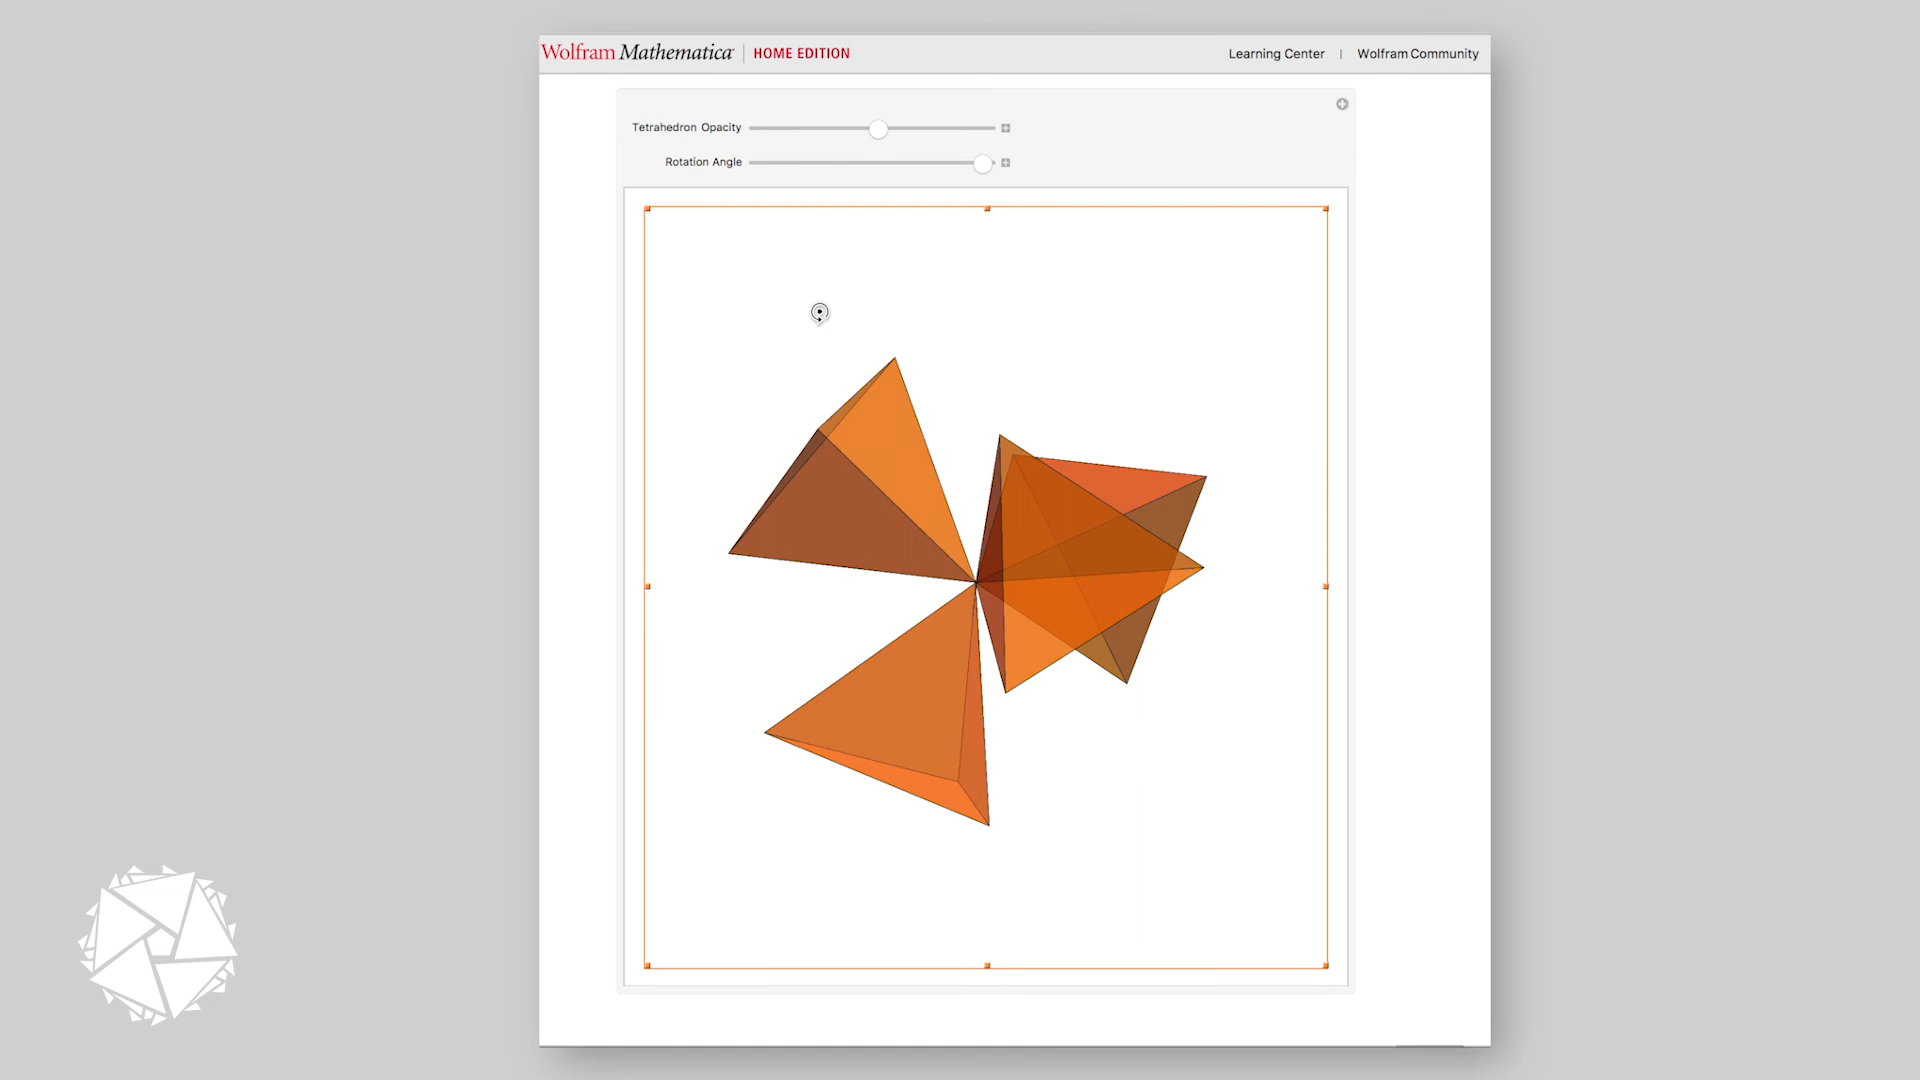 Wolfram Mathematica | HOME EDITION
Learning Center | Wolfram Community
Tetrahedron Opacity
Rotation Angle